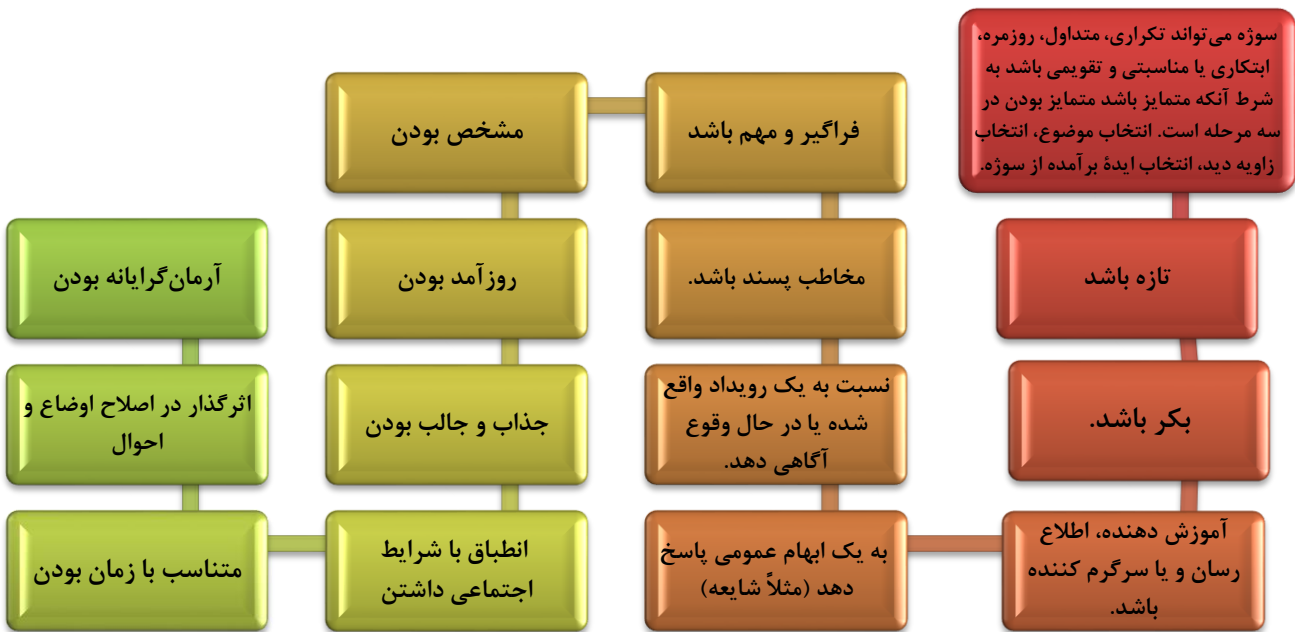 سوژه می‌تواند تکراری، متداول، روزمره،
ابتکاری یا مناسبتی و تقویمی باشد به
شرط آنکه متمایز باشد متمایز بودن در
سه مرحله است. انتخاب موضوع، انتخاب
زاویه دید، انتخاب ایدهٔ برآمده از سوژه.
تازه باشد
بکر باشد.
آموزش دهنده، اطلاع
رسان و یا سرگرم کننده
باشد.
به یک ابهام عمومی پاسخ
دهد (مثلاً شایعه)
نسبت به یک رویداد واقع
شده یا در حال وقوع
آگاهی دهد.
مخاطب پسند باشد.
فراگیر و مهم باشد
مشخص بودن
روزآمد بودن
جذاب و جالب بودن
انطباق با شرایط
اجتماعی داشتن
متناسب با زمان بودن
اثرگذار در اصلاح اوضاع و
احوال
آرمان‌گرایانه بودن